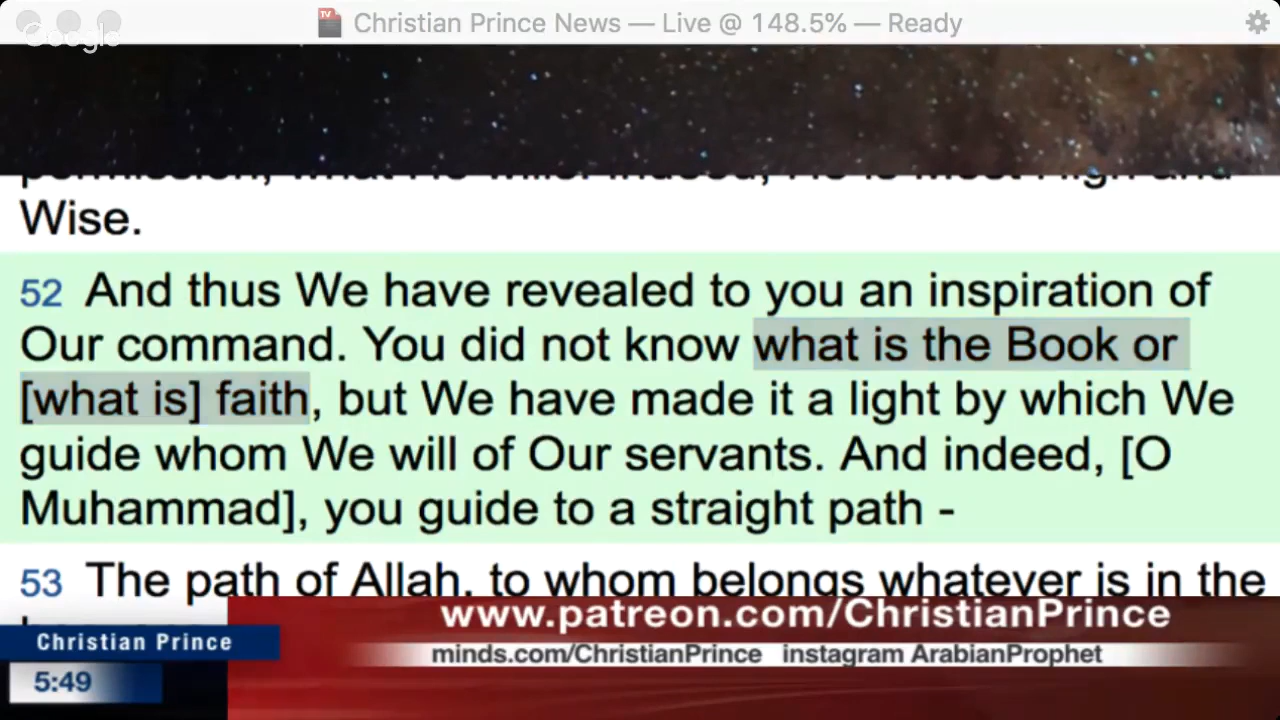 Christian Prince News — Live @ 148.5% — Ready
Google
Wise.
52 And thus We have revealed to you an inspiration of
Our command. You did not know what is the Book or
[what is] faith, but We have made it a light by which We
guide whom We will of Our servants. And indeed, [O
Muhammad], you guide to a straight path -
53 The path of Allah, to whom belongs whatever is in the
www.patreon.com/ChristianPrince
Christian Prince
minds.com/ChristianPrince instagram ArabianProphet
5:49